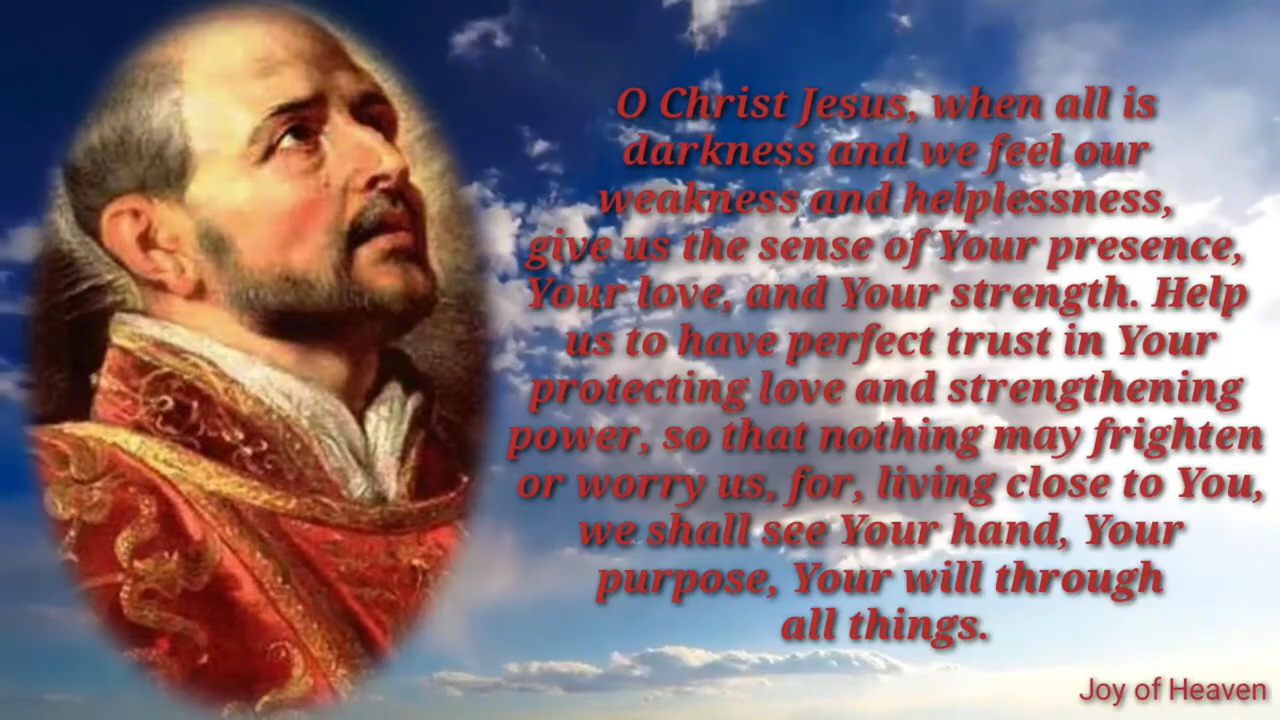 O Christ Jesus, when all is
darkness and we feel our
weakness and helplessness,
give us the sense of Your presence,
Your love, and Your strength. Help
us to have perfect trust in Your
protecting love and strengthening
power, so that nothing may frighten
or worry us, for, living close to You,
we shall see Your hand, Your
purpose, Your will through
all things.
Joy of Heaven